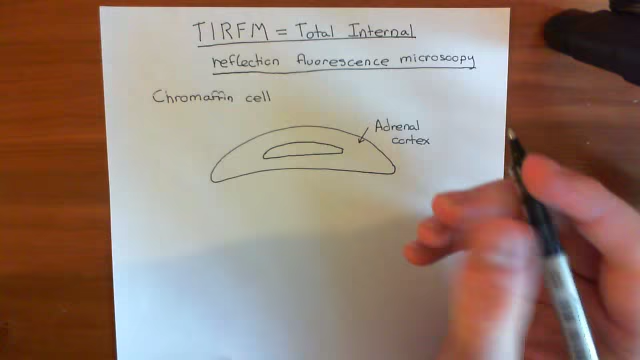 TIRFM = Total Internal
reflection fluorescence microscopy
Chromaffin cell
Adrenal
cortex